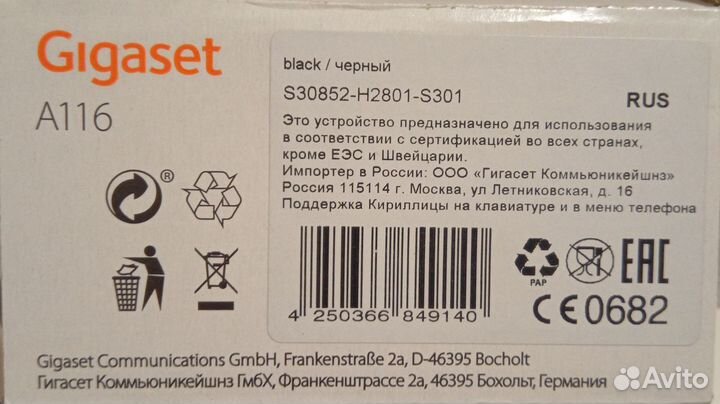 Gigaset
A116
®
black / черный
S30852-H2801-S301
RUS
Это устройство предназначено для использования
в соответствии с сертификацией во всех странах,
кроме ЕЭС и Швейцарии.
Импортер в России: ООО «Гигасет Коммьюникейшнз»
Россия 115114 г. Москва, ул Летниковская, д. 16
Поддержка Кириллицы на клавиатуре и в меню телефона
4 250366 849140
PAP
EAC
CE0682
Gigaset Communications GmbH, Frankenstraße 2a, D-46395 Bocholt
Гигасет Коммьюникейшнз ГмбХ, Франкенштрассе 2а, 46395 Бохольт, Германия
Avito